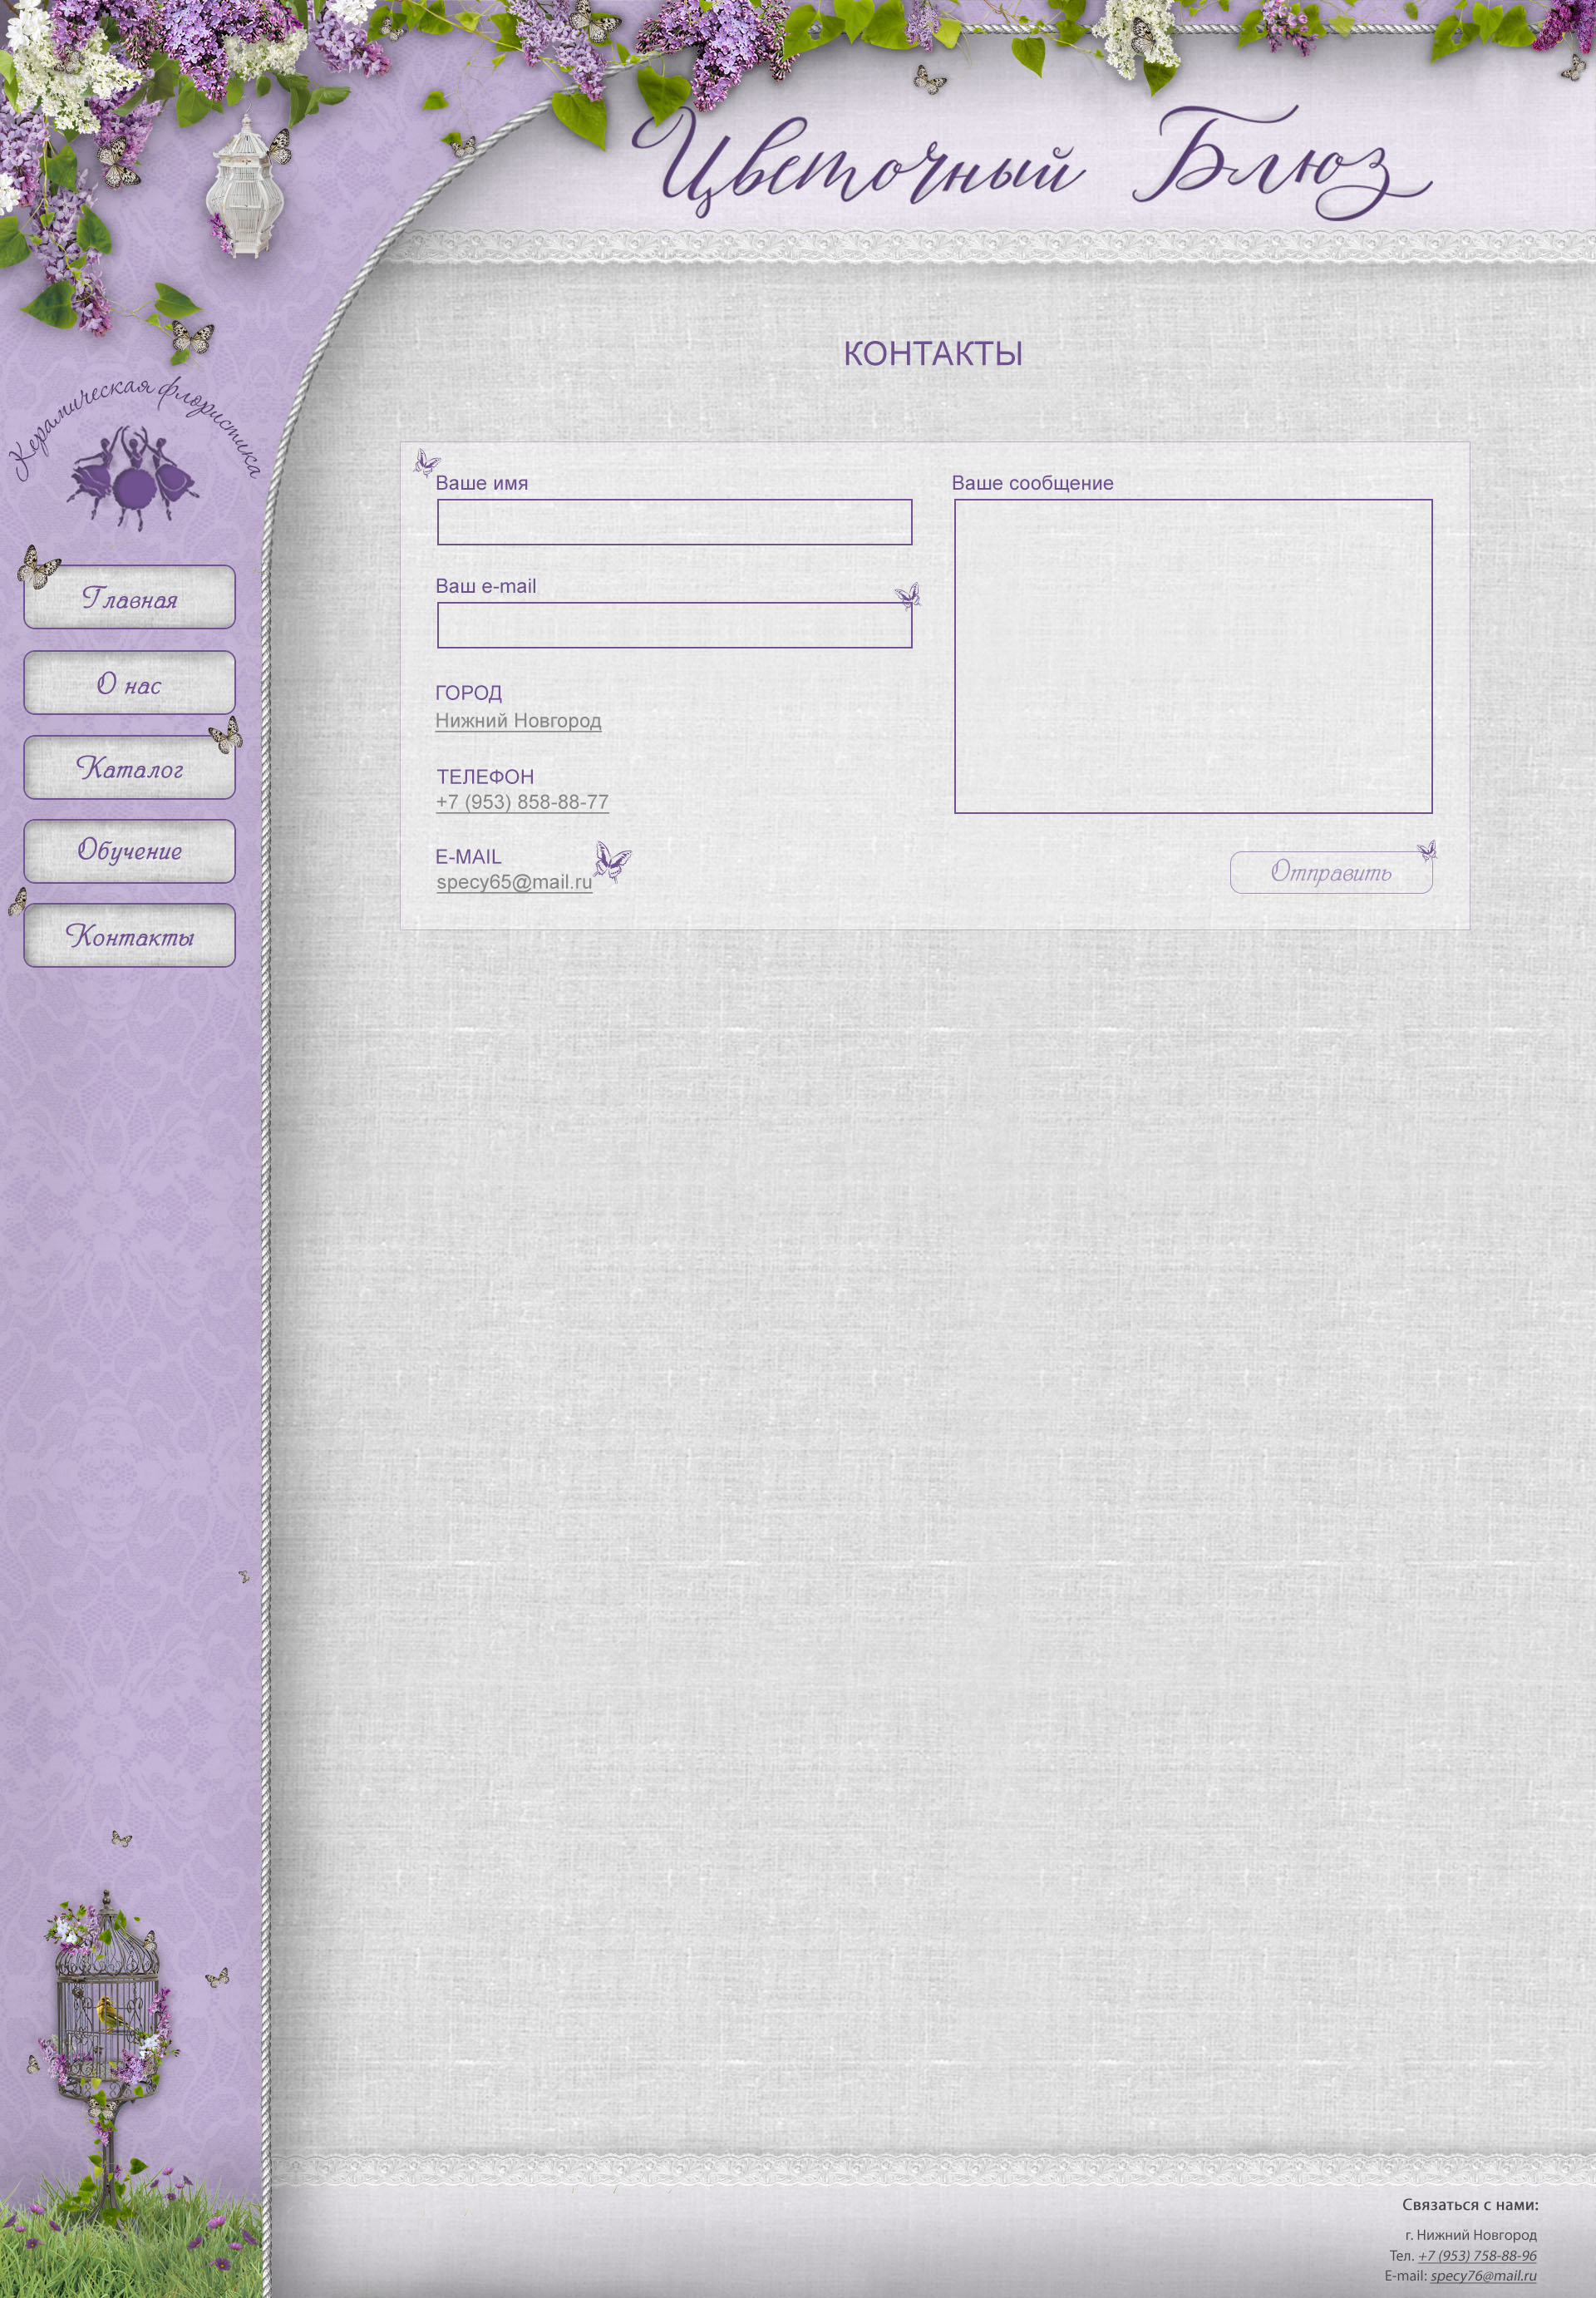 Цветочный Блюз
Керамическая флористика
Главная
О нас
Каталог
Обучение
Контакты
КОНТАКТЫ
Ваше имя
Ваш e-mail
ГОРОД
Нижний Новгород
ТЕЛЕФОН
+7 (953) 858-88-77
E-MAIL
specy65@mail.ru
Ваше сообщение
Отправить
Связаться с нами:
г. Нижний Новгород
Тел. +7 (953) 758-88-96
E-mail: specy76@mail.ru